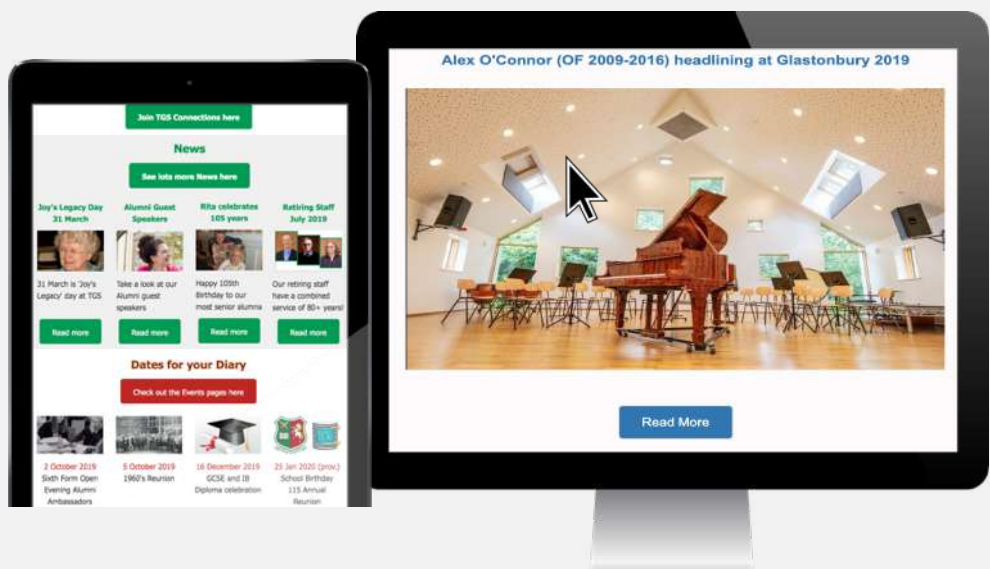 Join TGS Connections here
News
See lots more News here
Joy's Legacy Day
31 March
Alumni Guest
Speakers
Rita celebrates
105 years
Retiring Staff
July 2019
31 March is 'Joy's
Legacy' day at TGS
Take a look at our
Alumni guest
speakers
Happy 105th
Birthday to our
most senior alumna
Our retiring staff
have a combined
service of 80+ years!
Read more
Read more
Read more
Read more
Dates for your Diary
Check out the Events pages here
2 October 2019
Sixth Form Open
Evening Alumni
Ambassadors
5 October 2019
1960's Reunion
16 December 2019
GCSE and IB
Diploma celebration
25 Jan 2020 (prov.)
School Birthday
115 Annual
Reunion
Alex O'Connor (OF 2009-2016) headlining at Glastonbury 2019
Read More